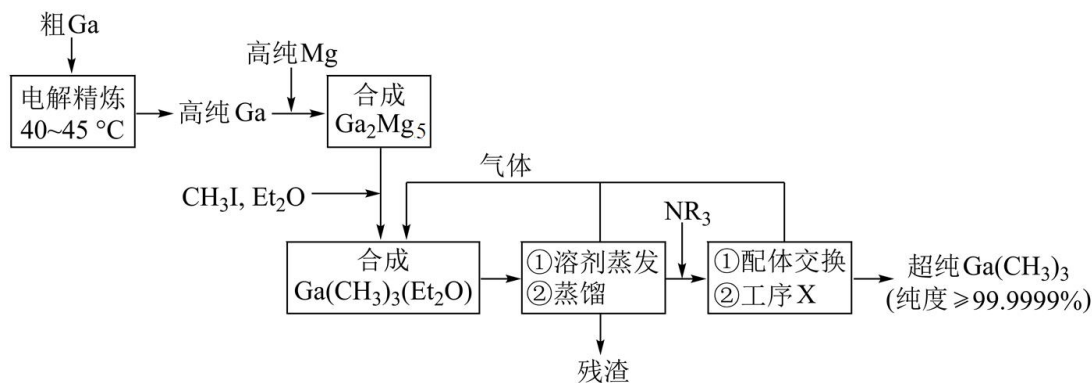 粗Ga
电解精炼
40~45 °C
高纯Ga
高纯Mg
合成
Ga₂Mg₅
CH₃I, Et₂O
气体
合成
Ga(CH₃)₃(Et₂O)
①溶剂蒸发
②蒸馏
残渣
NR₃
①配体交换
②工序X
超纯Ga(CH₃)₃
(纯度≥99.9999%)